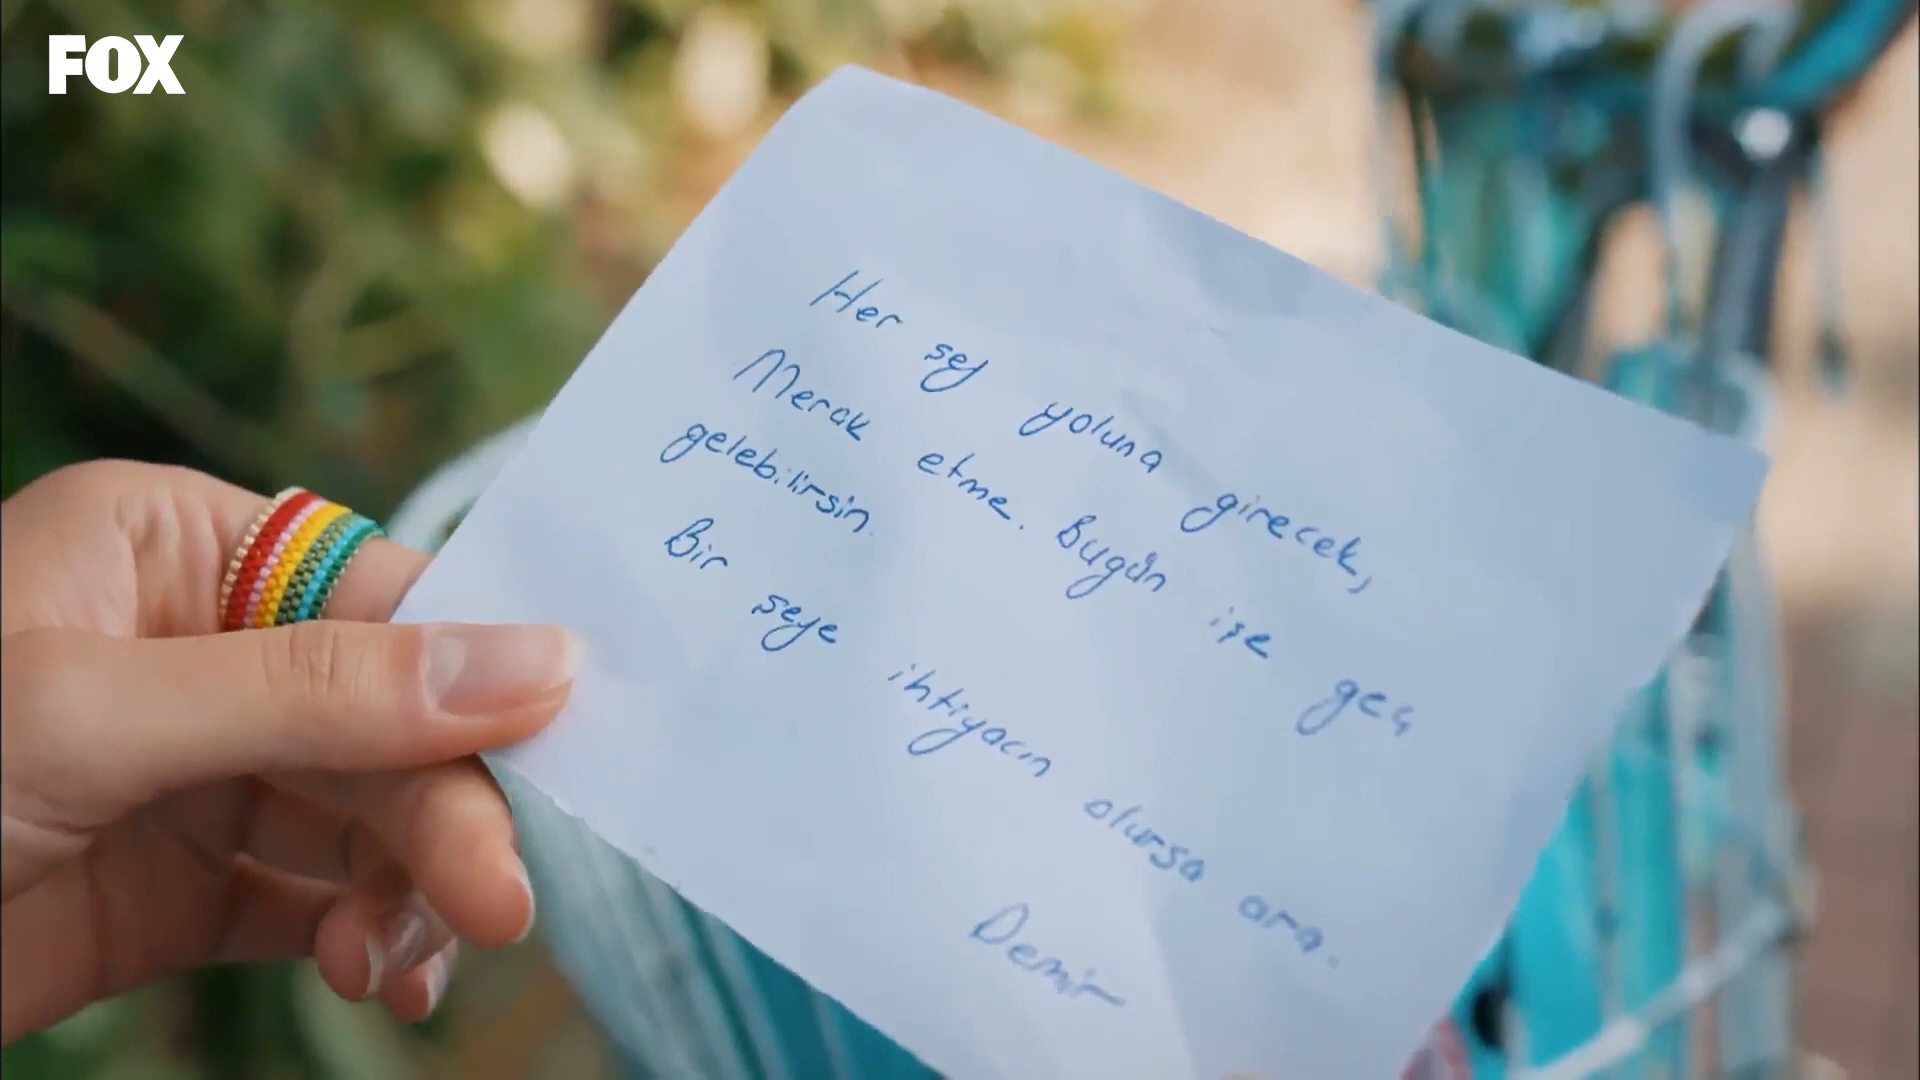 FOX
Her şey yoluna girecek,
Merak etme. Bugün işe geç
gelebilirsin.
Bir şeye ihtiyacın olursa ara.
Demir